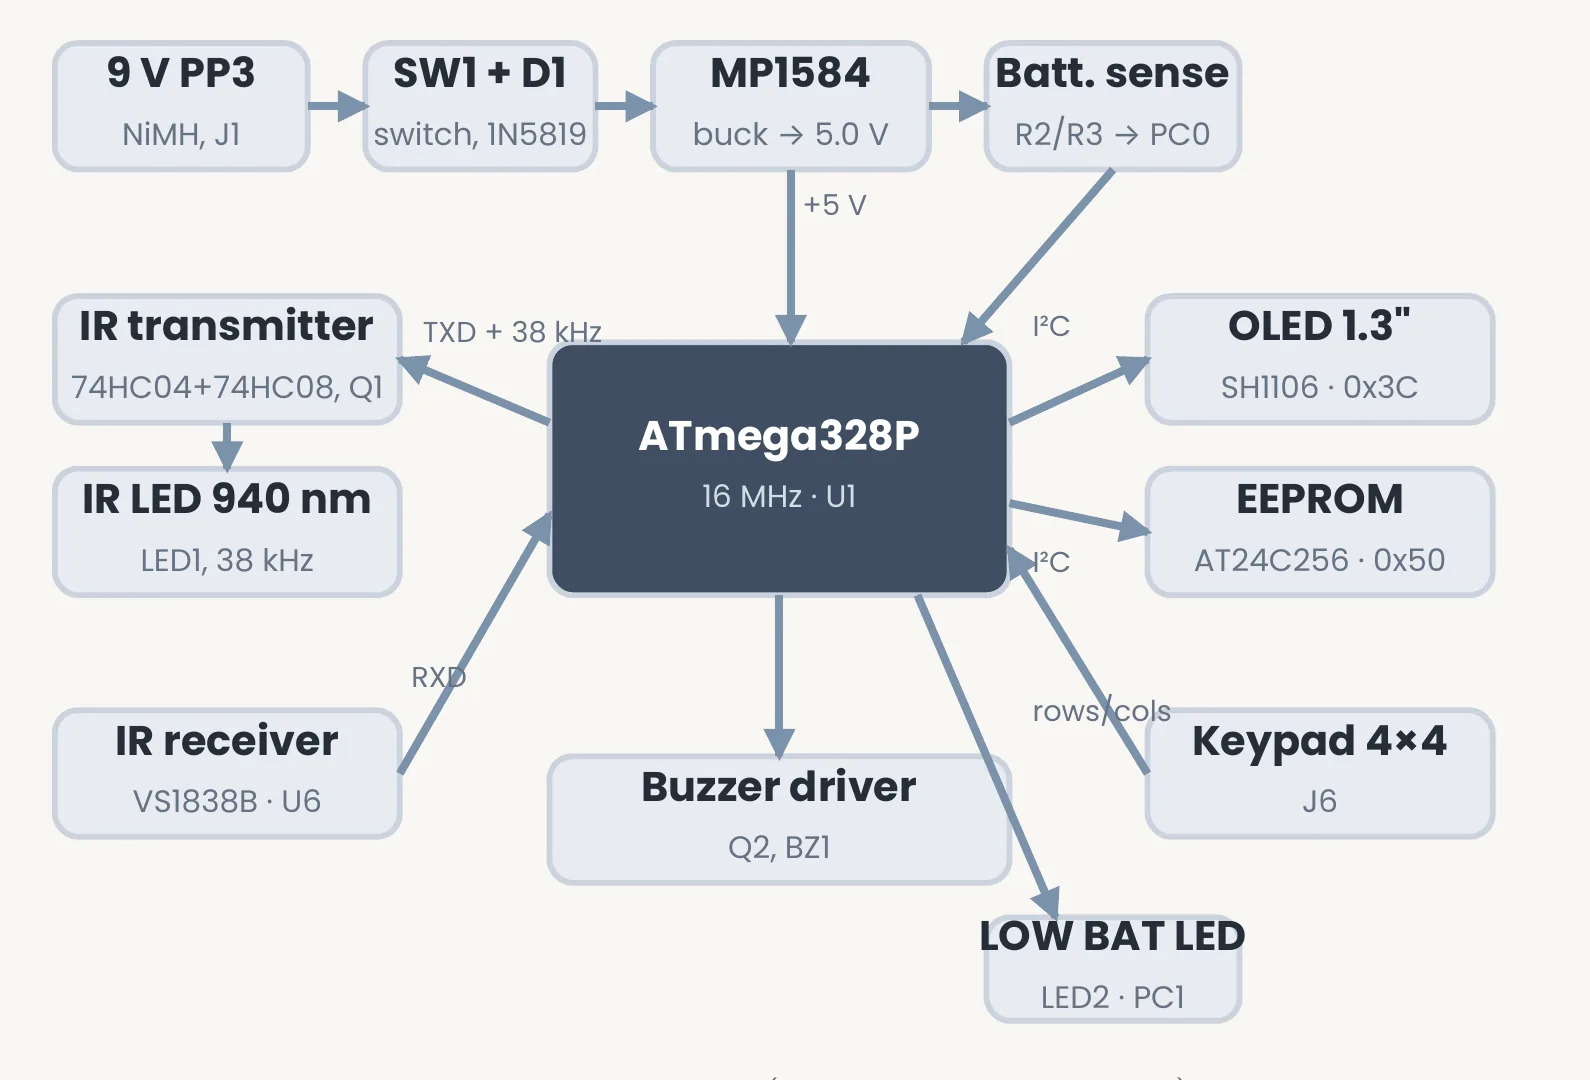 9 V PP3
NiMH, J1
SW1 + D1
switch, 1N5819
MP1584
buck → 5.0 V
Batt. sense
R2/R3 → PC0
+5 V
IR transmitter
74HC04+74HC08, Q1
TXD + 38 kHz
I²C
OLED 1.3"
SH1106 · 0x3C
ATmega328P
16 MHz · U1
IR LED 940 nm
LED1, 38 kHz
EEPROM
AT24C256 · 0x50
I²C
RXD
rows/cols
IR receiver
VS1838B · U6
Buzzer driver
Q2, BZ1
Keypad 4×4
J6
LOW BAT LED
LED2 · PC1